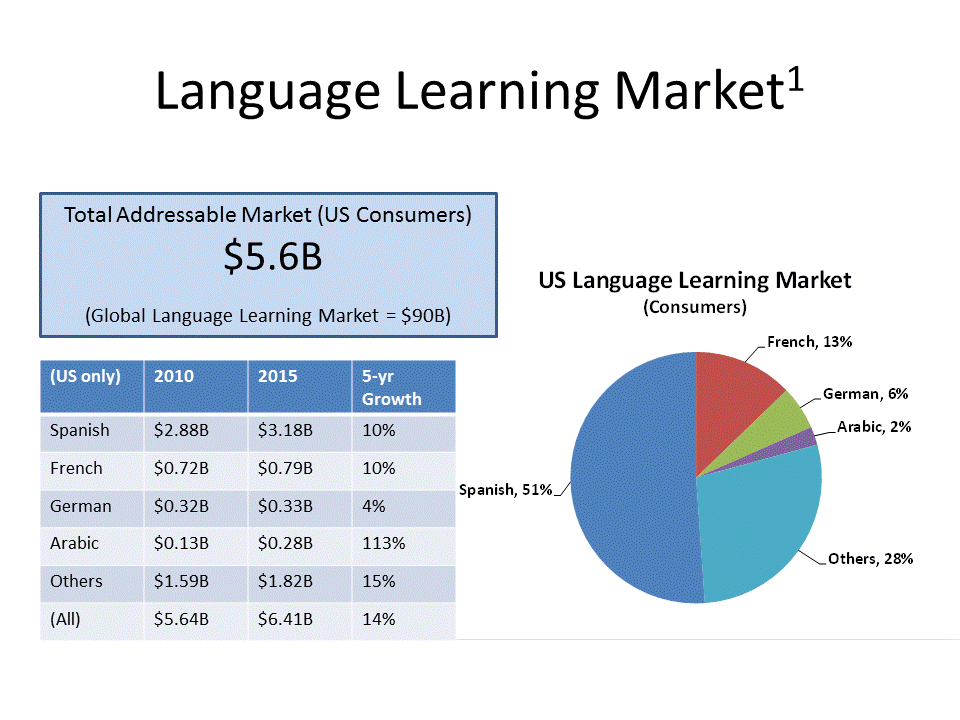 Language Learning Market¹
Total Addressable Market (US Consumers)
$5.6B
(Global Language Learning Market = $90B)
(US only) 2010 2015 5-yr Growth
Spanish $2.88B $3.18B 10%
French $0.72B $0.79B 10%
German $0.32B $0.33B 4%
Arabic $0.13B $0.28B 113%
Others $1.59B $1.82B 15%
(All) $5.64B $6.41B 14%
US Language Learning Market
(Consumers)
French, 13%
German, 6%
Arabic, 2%
Spanish, 51%
Others, 28%